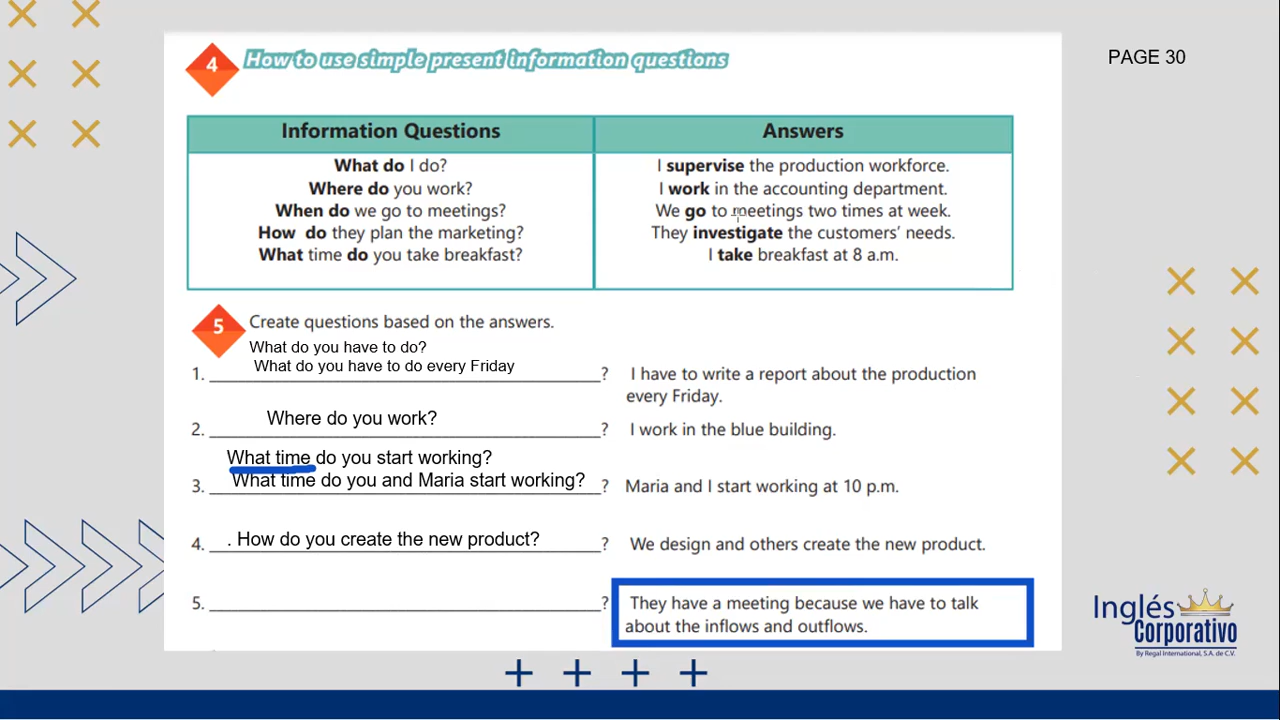 PAGE 30
4
How to use simple present information questions
Information Questions
What do I do?
Where do you work?
When do we go to meetings?
How do they plan the marketing?
What time do you take breakfast?
Answers
I supervise the production workforce.
I work in the accounting department.
We go to meetings two times at week.
They investigate the customers' needs.
I take breakfast at 8 a.m.
5
Create questions based on the answers.
What do you have to do?
What do you have to do every Friday
1. ? I have to write a report about the production
every Friday.
Where do you work?
2. ? I work in the blue building.
What time do you start working?
What time do you and Maria start working?
3. ? Maria and I start working at 10 p.m.
. How do you create the new product?
4. ? We design and others create the new product.
5. ? They have a meeting because we have to talk
about the inflows and outflows.
Inglés
Corporativo
By Regal International, S.A. de C.V.